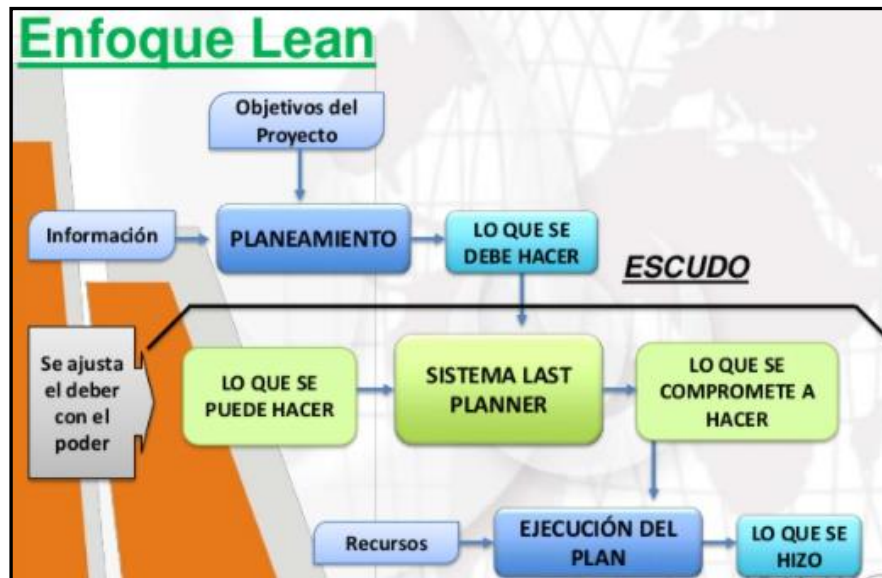 Enfoque Lean
Objetivos del
Proyecto
Información
PLANEAMIENTO
LO QUE SE
DEBE HACER
ESCUDO
Se ajusta
el deber
con el
poder
LO QUE SE
PUEDE HACER
SISTEMA LAST
PLANNER
LO QUE SE
COMPROMETE A
HACER
Recursos
EJECUCIÓN DEL
PLAN
LO QUE SE
HIZO